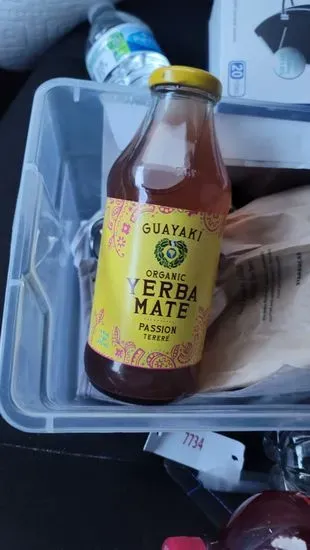 GUAYAKI
ORGANIC
YERBA
MATE
PASSION
TERERÉ
20
7734